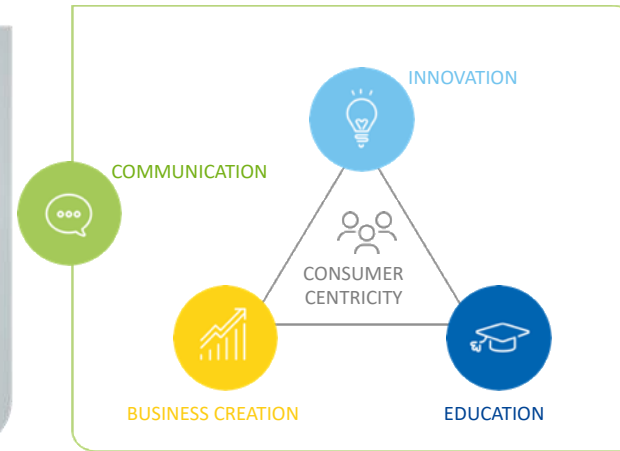 INNOVATION
COMMUNICATION
CONSUMER
CENTRICITY
BUSINESS CREATION
EDUCATION